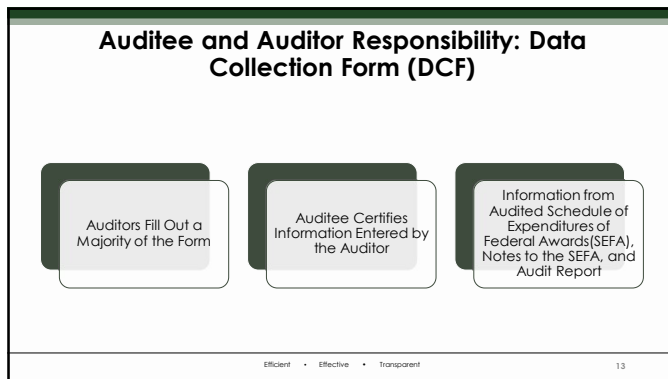 Auditee and Auditor Responsibility: Data
Collection Form (DCF)
Auditors Fill Out a
Majority of the Form
Auditee Certifies
Information Entered by
the Auditor
Information from
Audited Schedule of
Expenditures of
Federal Awards(SEFA),
Notes to the SEFA, and
Audit Report
Efficient • Effective • Transparent
13